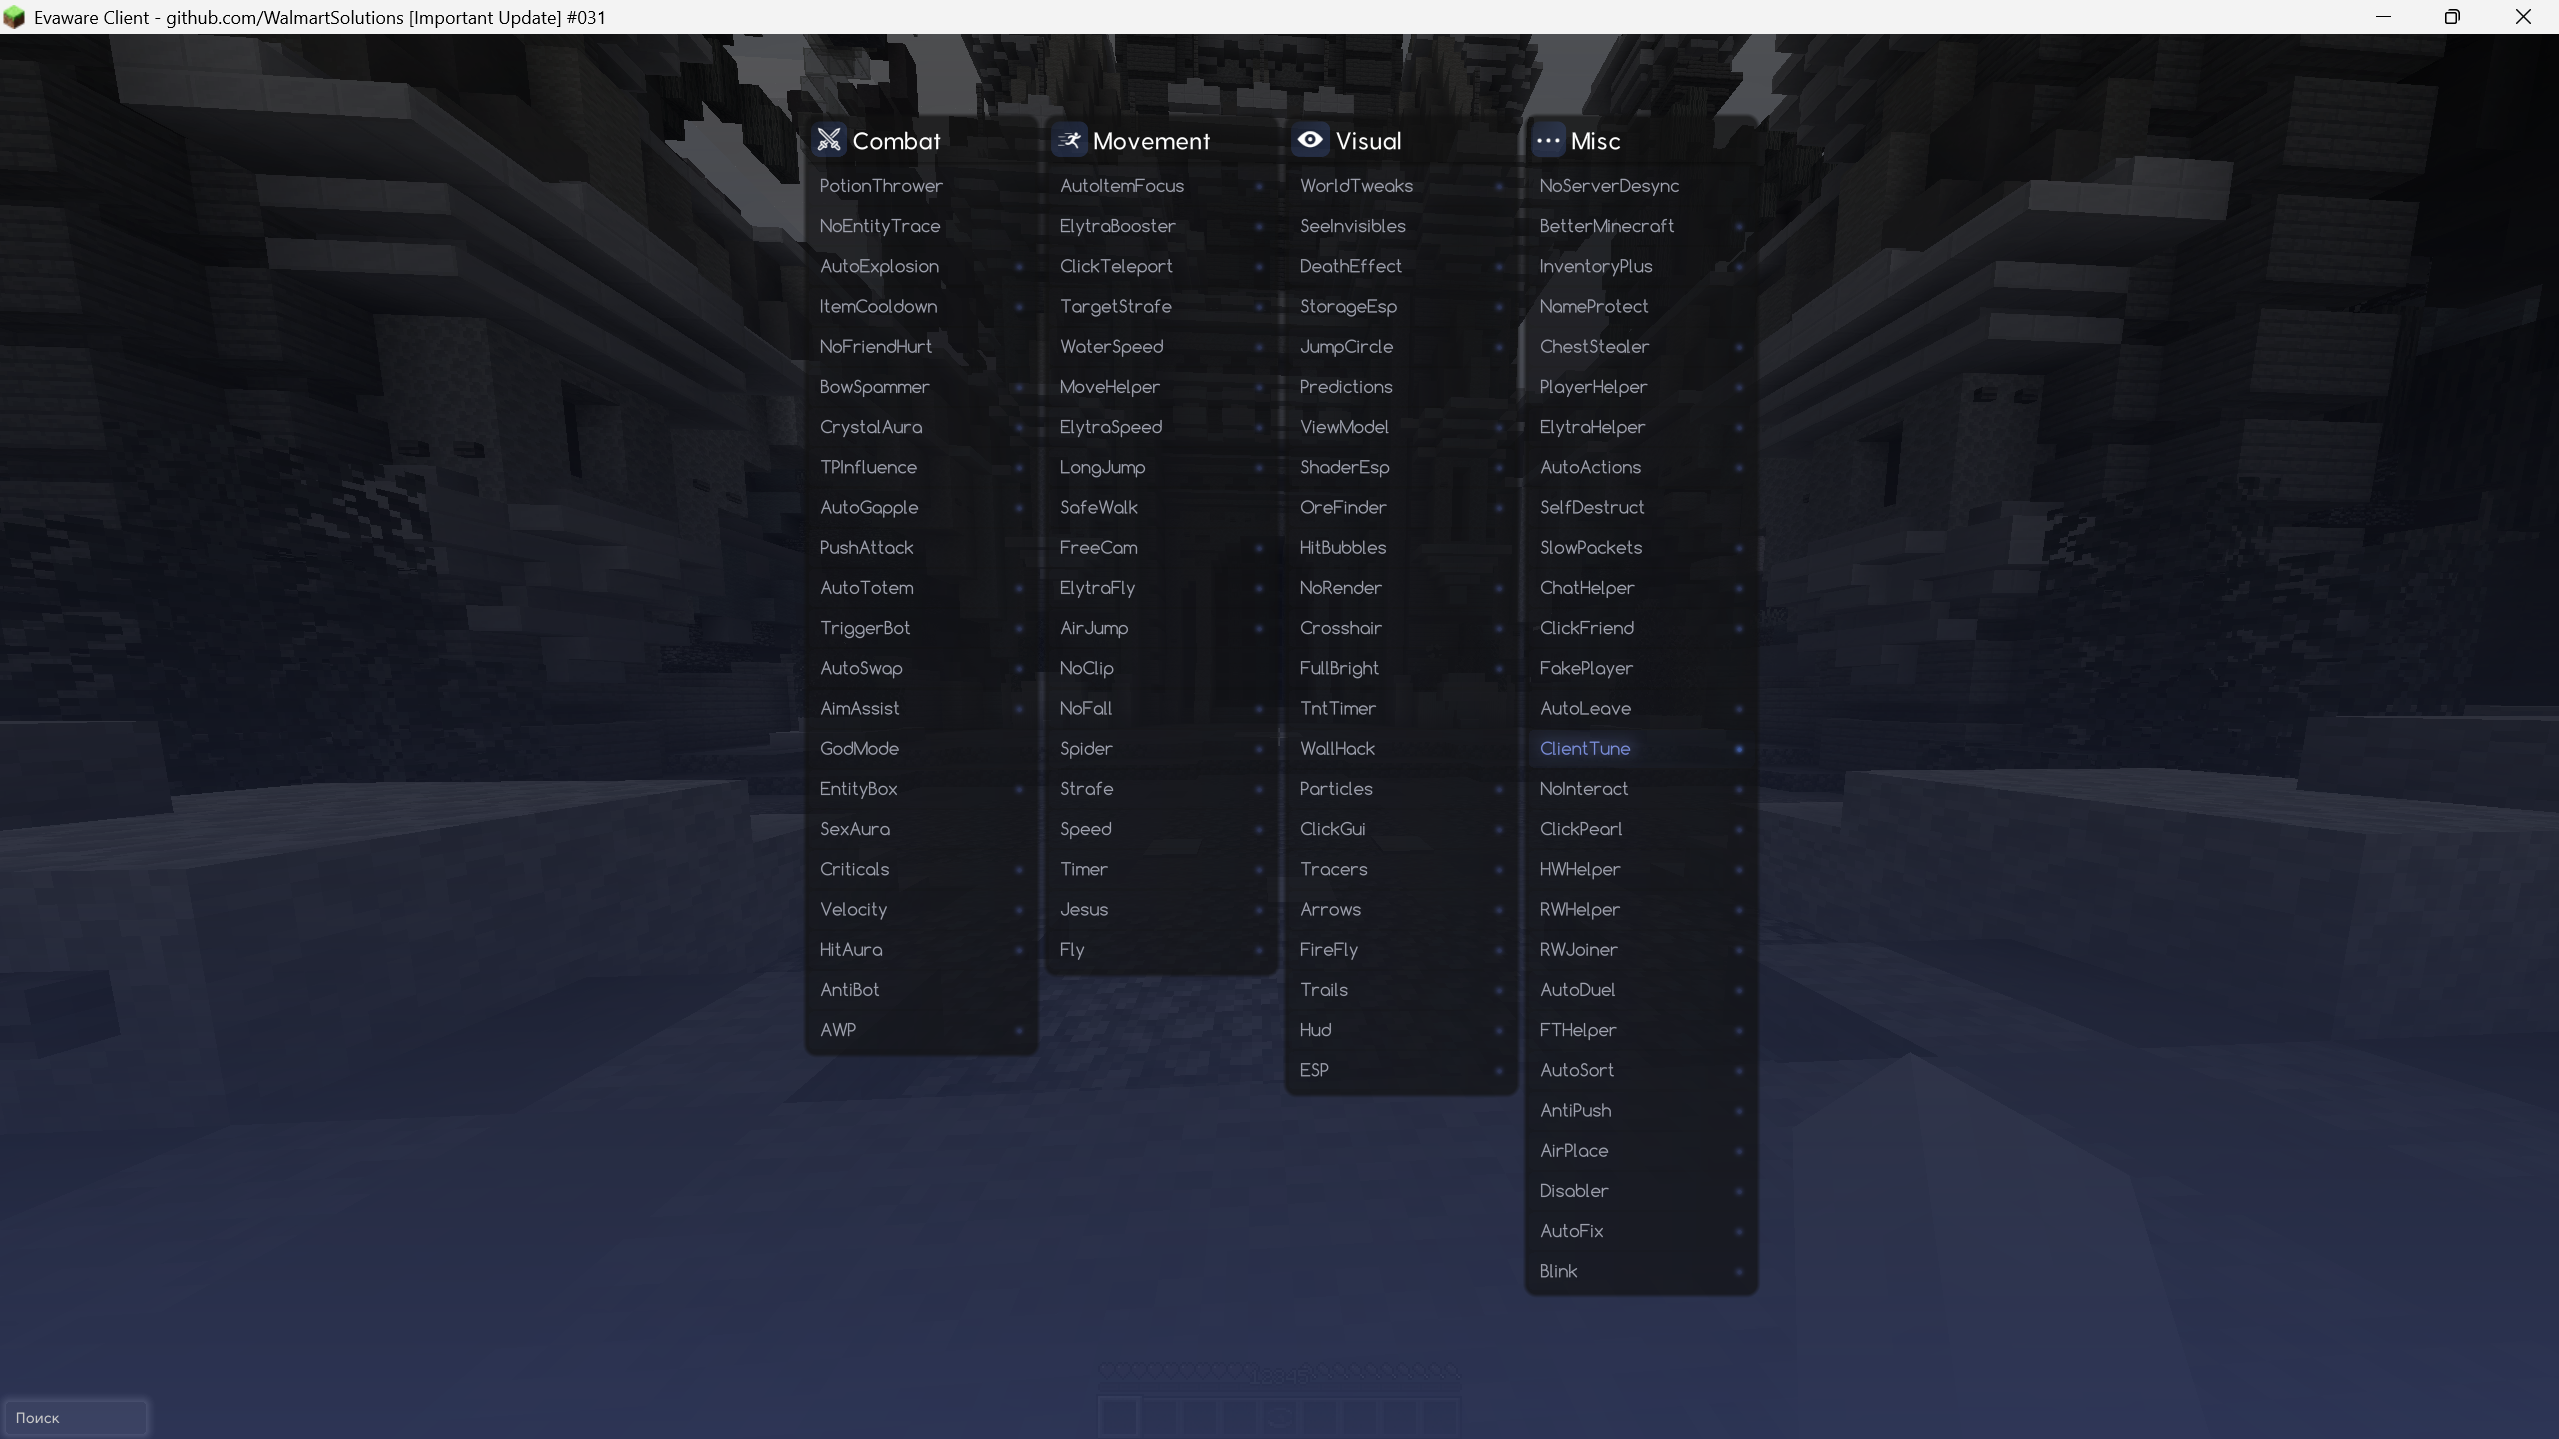 Evaware Client - github.com/WalmartSolutions [Important Update] #031
Combat
PotionThrower
NoEntityTrace
AutoExplosion
ItemCooldown
NoFriendHurt
BowSpammer
CrystalAura
TPInfluence
AutoGapple
PushAttack
AutoTotem
TriggerBot
AutoSwap
AimAssist
GodMode
EntityBox
SexAura
Criticals
Velocity
HitAura
AntiBot
AWP
Movement
AutoItemFocus
ElytraBooster
ClickTeleport
TargetStrafe
WaterSpeed
MoveHelper
ElytraSpeed
LongJump
SafeWalk
FreeCam
ElytraFly
AirJump
NoClip
NoFall
Spider
Strafe
Speed
Timer
Jesus
Fly
Visual
WorldTweaks
SeeInvisibles
DeathEffect
StorageEsp
JumpCircle
Predictions
ViewModel
ShaderEsp
OreFinder
HitBubbles
NoRender
Crosshair
FullBright
TntTimer
WallHack
Particles
ClickGui
Tracers
Arrows
FireFly
Trails
Hud
ESP
Misc
NoServerDesync
BetterMinecraft
InventoryPlus
NameProtect
ChestStealer
PlayerHelper
ElytraHelper
AutoActions
SelfDestruct
SlowPackets
ChatHelper
ClickFriend
FakePlayer
AutoLeave
ClientTune
NoInteract
ClickPearl
HWHelper
RWHelper
RWJoiner
AutoDuel
FTHelper
AutoSort
AntiPush
AirPlace
Disabler
AutoFix
Blink
12345
Поиск